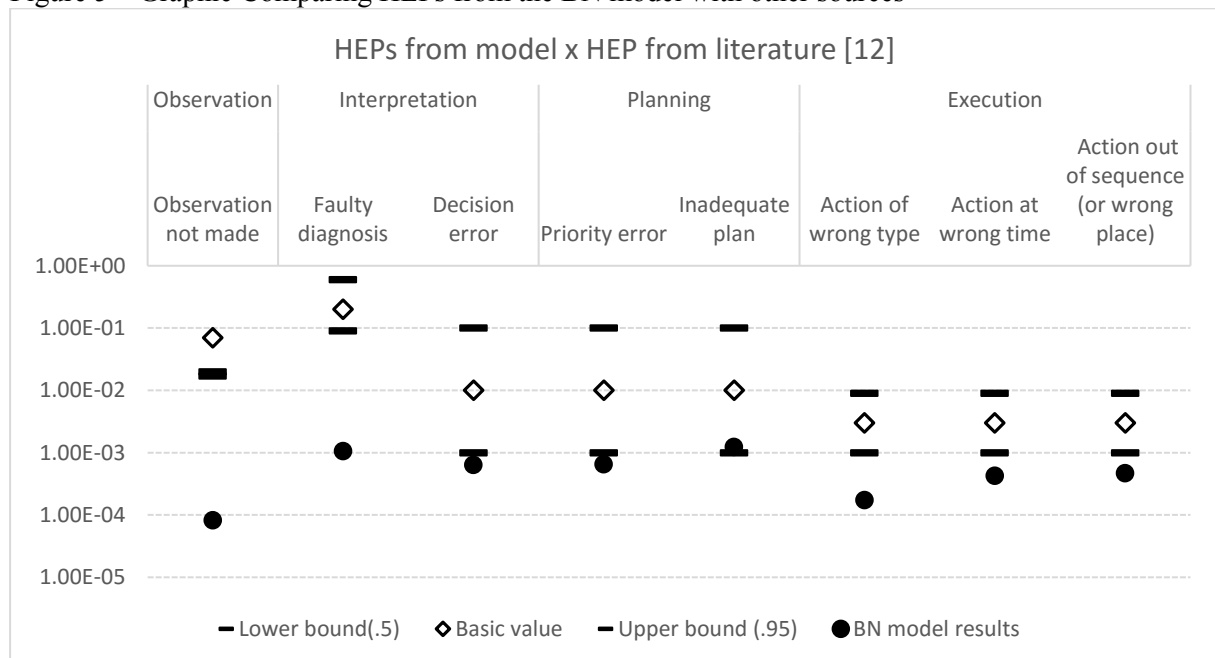 Graphic Comparing HEPs from the BN model with other sources
HEPs from model x HEP from literature [12]
Observation Interpretation Planning Execution
Observation
not made
Faulty
diagnosis
Decision
error
Priority error
Inadequate
plan
Action of
wrong type
Action at
wrong time
Action out
of sequence
(or wrong
place)
1.00E+00
1.00E-01
1.00E-02
1.00E-03
1.00E-04
1.00E-05
Lower bound(.5) Basic value Upper bound (.95) BN model results